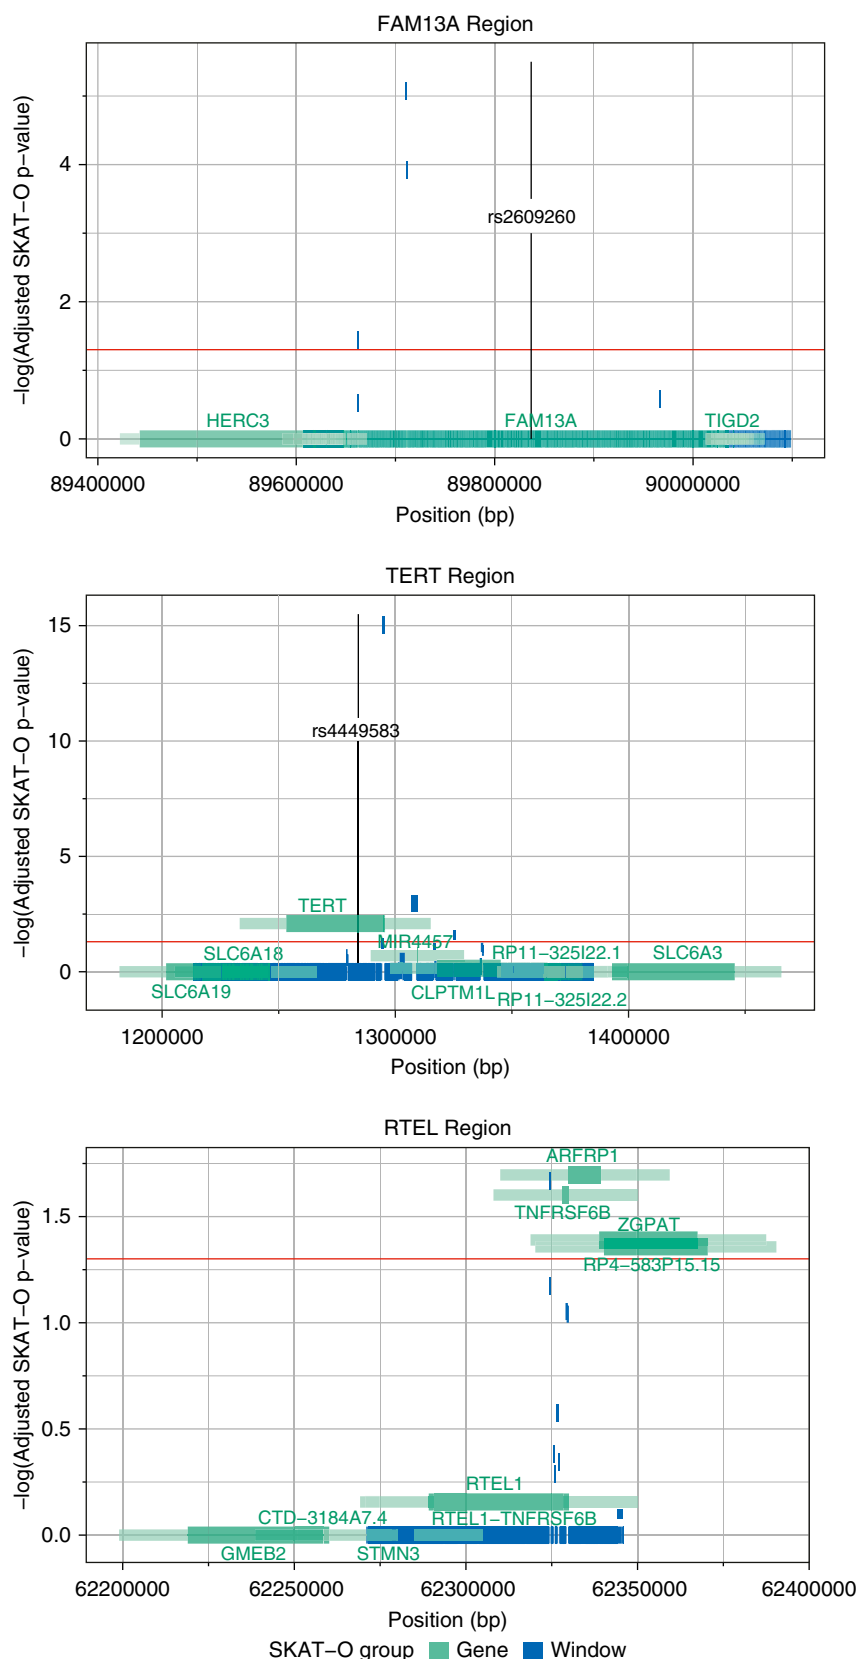 FAM13A Region
−log(Adjusted SKAT−O p−value)
4
2
0
rs2609260
HERC3
FAM13A
TIGD2
89400000
89600000
89800000
90000000
Position (bp)
TERT Region
−log(Adjusted SKAT−O p−value)
15
10
5
0
rs4449583
TERT
MIR4457
SLC6A18
RP11−325I22.1
SLC6A3
SLC6A19
CLPTM1L
RP11−325I22.2
1200000
1300000
1400000
Position (bp)
RTEL Region
−log(Adjusted SKAT−O p−value)
1.5
1.0
0.5
0.0
ARFRP1
TNFRSF6B
ZGPAT
RP4−583P15.15
RTEL1
CTD−3184A7.4
RTEL1−TNFRSF6B
GMEB2
STMN3
62200000
62250000
62300000
62350000
62400000
Position (bp)
SKAT−O group Gene Window